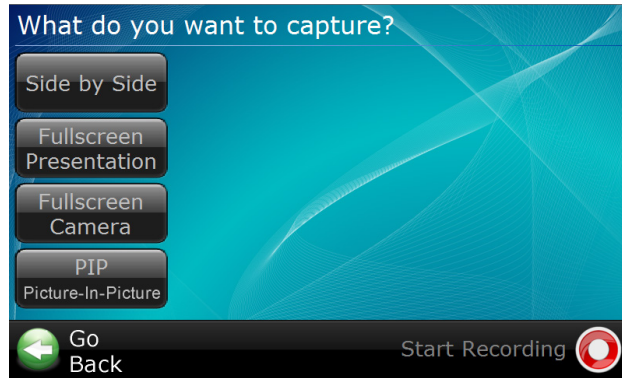 What do you want to capture?
Side by Side
Fullscreen
Presentation
Fullscreen
Camera
PIP
Picture-In-Picture
Go
Back
Start Recording